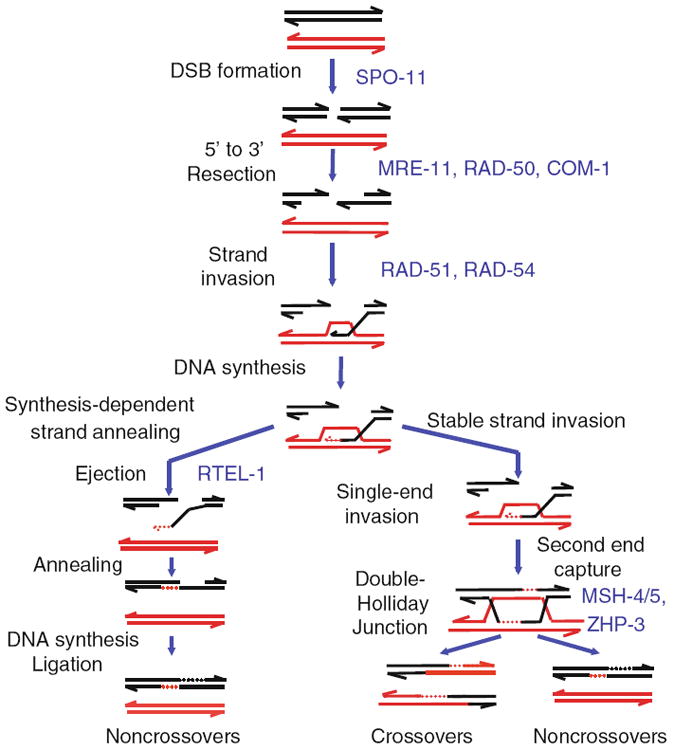 DSB formation
SPO-11
5’ to 3’
Resection
MRE-11, RAD-50, COM-1
Strand
invasion
RAD-51, RAD-54
DNA synthesis
Synthesis-dependent
strand annealing
Stable strand invasion
Ejection
RTEL-1
Single-end
invasion
Annealing
Second end
capture
Double-
Holliday
Junction
MSH-4/5,
ZHP-3
DNA synthesis
Ligation
Noncrossovers
Crossovers
Noncrossovers